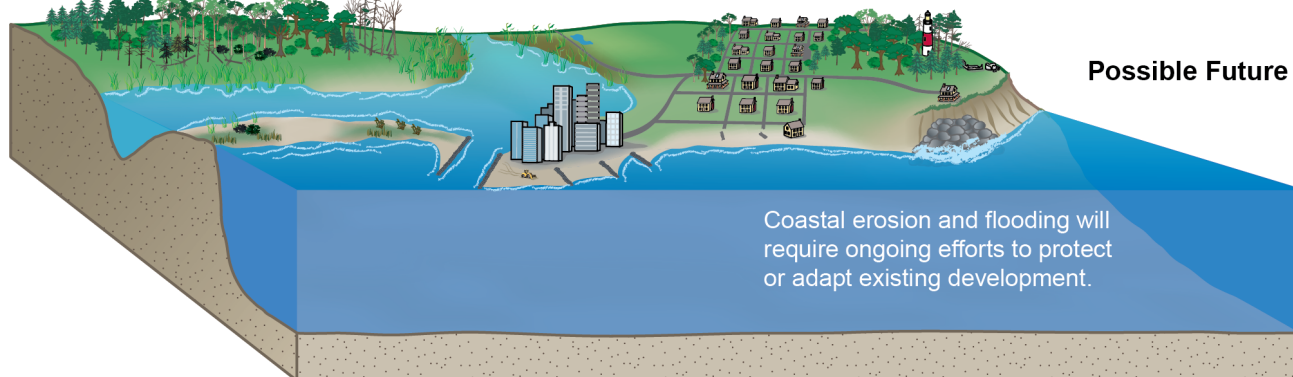 Possible Future
Coastal erosion and flooding will
require ongoing efforts to protect
or adapt existing development.